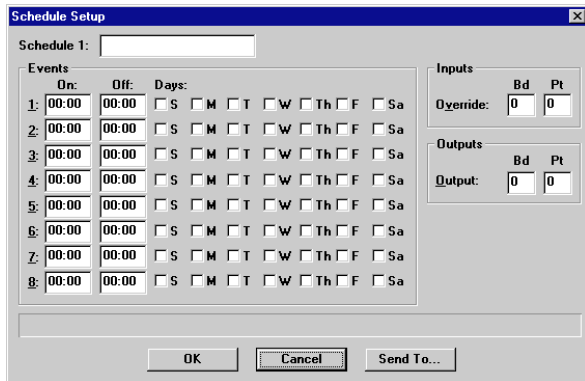 Schedule Setup
Schedule 1:
Events
On: Off: Days:
1: 00:00 00:00 S M T W Th F Sa
2: 00:00 00:00 S M T W Th F Sa
3: 00:00 00:00 S M T W Th F Sa
4: 00:00 00:00 S M T W Th F Sa
5: 00:00 00:00 S M T W Th F Sa
6: 00:00 00:00 S M T W Th F Sa
7: 00:00 00:00 S M T W Th F Sa
8: 00:00 00:00 S M T W Th F Sa
Inputs
Bd Pt
Override: 0 0
Outputs
Bd Pt
Output: 0 0
OK Cancel Send To...